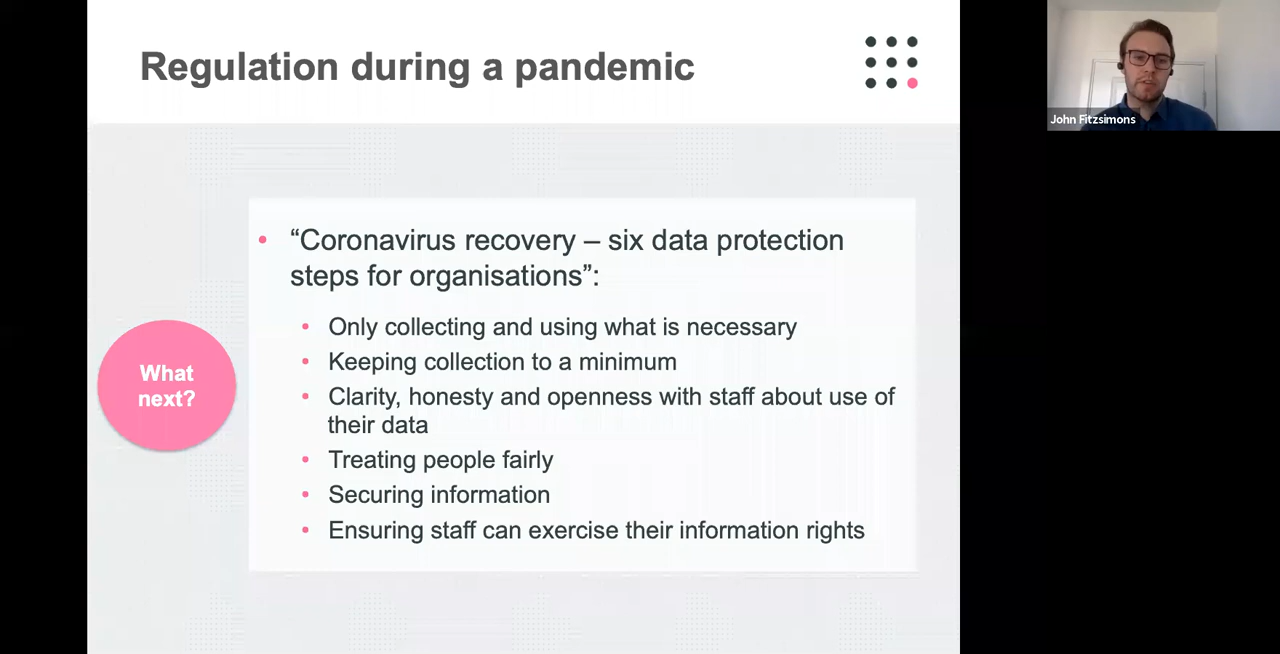 Regulation during a pandemic
John Fitzsimons
• “Coronavirus recovery – six data protection
steps for organisations”:
• Only collecting and using what is necessary
• Keeping collection to a minimum
• Clarity, honesty and openness with staff about use of
their data
• Treating people fairly
• Securing information
• Ensuring staff can exercise their information rights
What
next?